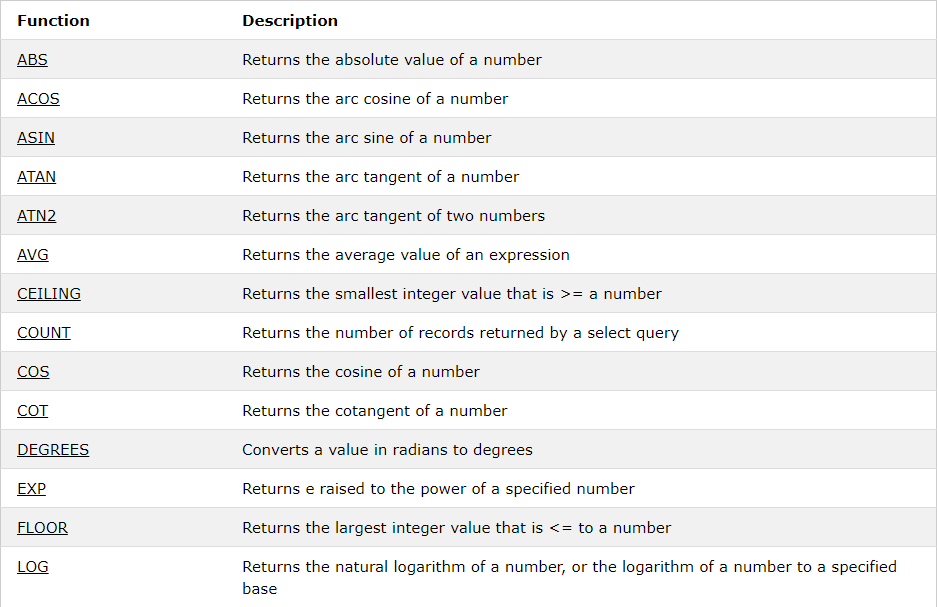 Function Description
ABS Returns the absolute value of a number
ACOS Returns the arc cosine of a number
ASIN Returns the arc sine of a number
ATAN Returns the arc tangent of a number
ATN2 Returns the arc tangent of two numbers
AVG Returns the average value of an expression
CEILING Returns the smallest integer value that is >= a number
COUNT Returns the number of records returned by a select query
COS Returns the cosine of a number
COT Returns the cotangent of a number
DEGREES Converts a value in radians to degrees
EXP Returns e raised to the power of a specified number
FLOOR Returns the largest integer value that is <= to a number
LOG Returns the natural logarithm of a number, or the logarithm of a number to a specified
base